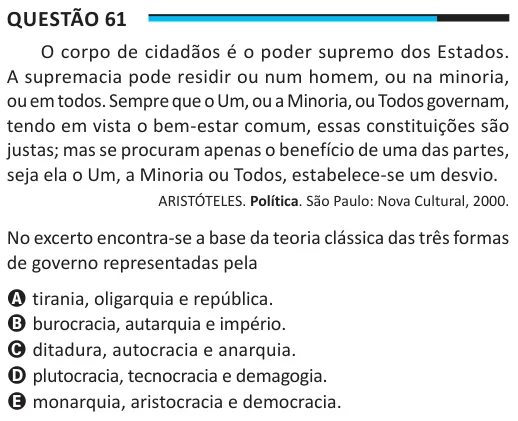 QUESTÃO 61
O corpo de cidadãos é o poder supremo dos Estados.
A supremacia pode residir ou num homem, ou na minoria,
ou em todos. Sempre que o Um, ou a Minoria, ou Todos governam,
tendo em vista o bem-estar comum, essas constituições são
justas; mas se procuram apenas o benefício de uma das partes,
seja ela o Um, a Minoria ou Todos, estabelece-se um desvio.
ARISTÓTELES. Política. São Paulo: Nova Cultural, 2000.
No excerto encontra-se a base da teoria clássica das três formas
de governo representadas pela
A tirania, oligarquia e república.
B burocracia, autarquia e império.
C ditadura, autocracia e anarquia.
D plutocracia, tecnocracia e demagogia.
E monarquia, aristocracia e democracia.